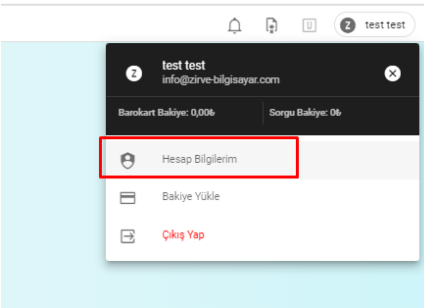 U
Z test test
Z
test test
info@zirve-bilgisayar.com
Barokart Bakiye: 0,00₺ Sorgu Bakiye: 0₺
Hesap Bilgilerim
Bakiye Yükle
Çıkış Yap